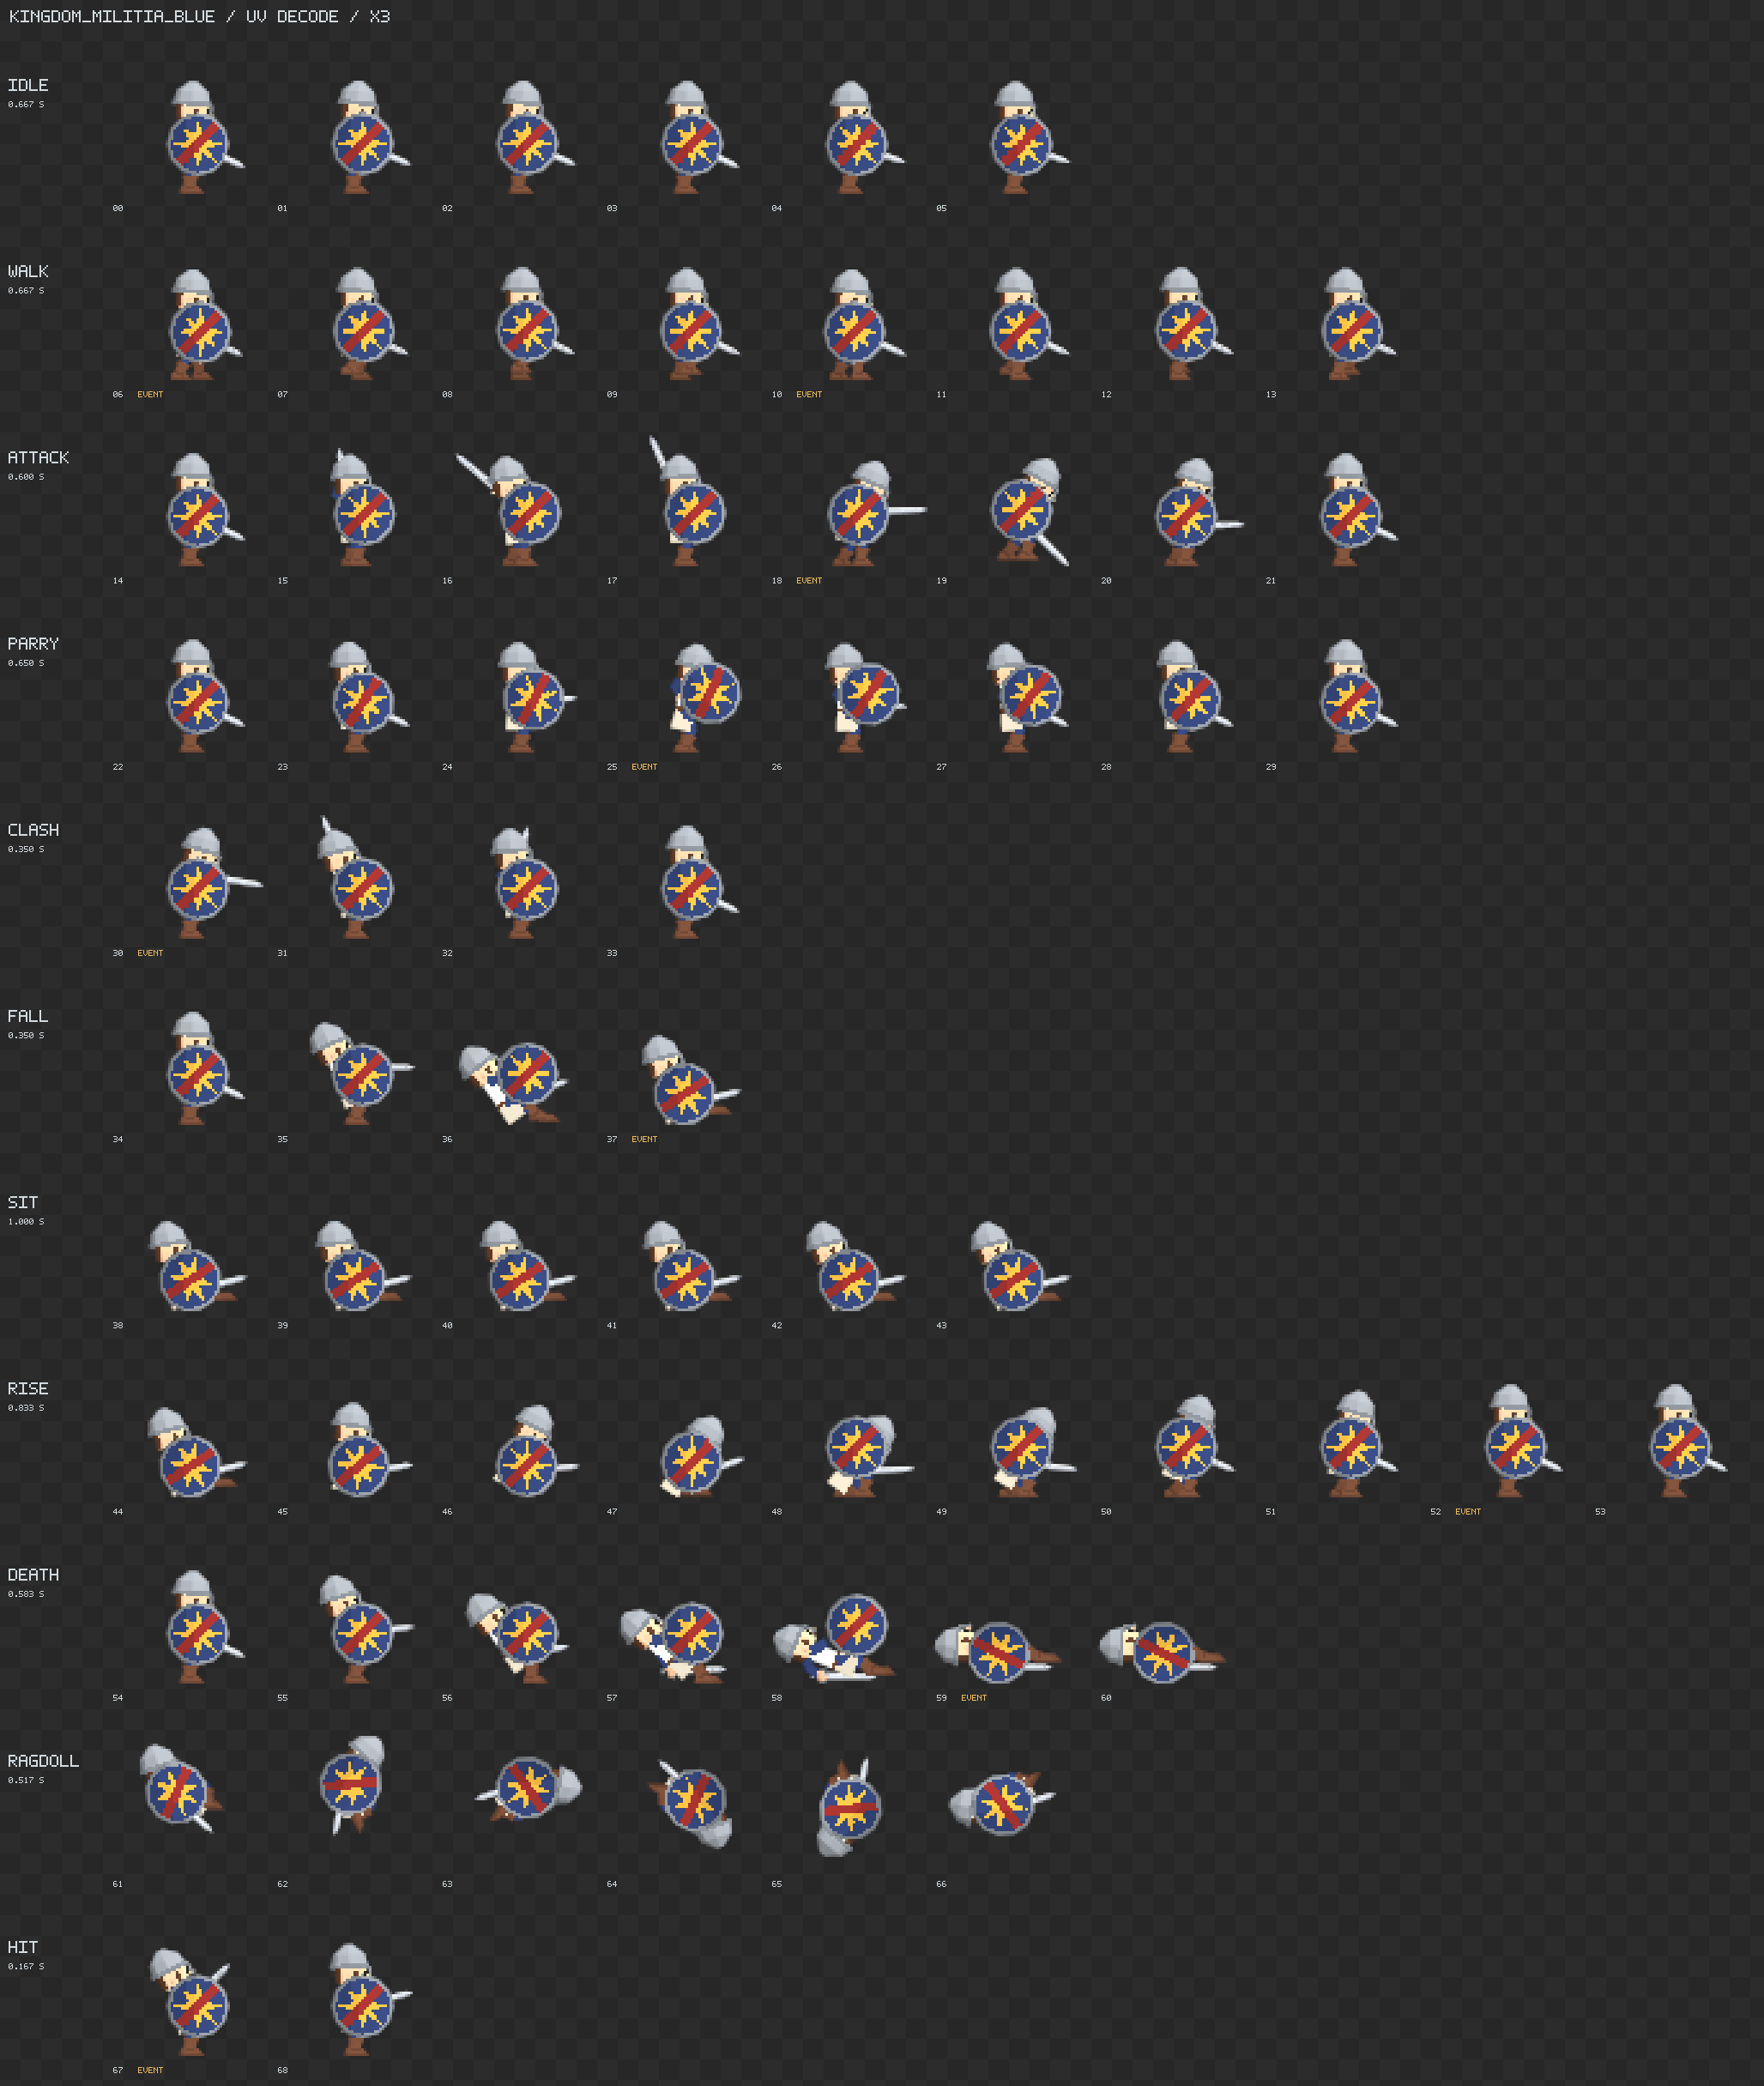 KINGDOM_MILITIA_BLUE / UV DECODE / X3
IDLE
0.667 S
00 01 02 03 04 05
WALK
0.667 S
06 EVENT 07 08 09 10 EVENT 11 12 13
ATTACK
0.600 S
14 15 16 17 18 EVENT 19 20 21
PARRY
0.650 S
22 23 24 25 EVENT 26 27 28 29
CLASH
0.350 S
30 EVENT 31 32 33
FALL
0.350 S
34 35 36 37 EVENT
SIT
1.000 S
38 39 40 41 42 43
RISE
0.833 S
44 45 46 47 48 49 50 51 52 EVENT 53
DEATH
0.583 S
54 55 56 57 58 59 EVENT 60
RAGDOLL
0.517 S
61 62 63 64 65 66
HIT
0.167 S
67 EVENT 68